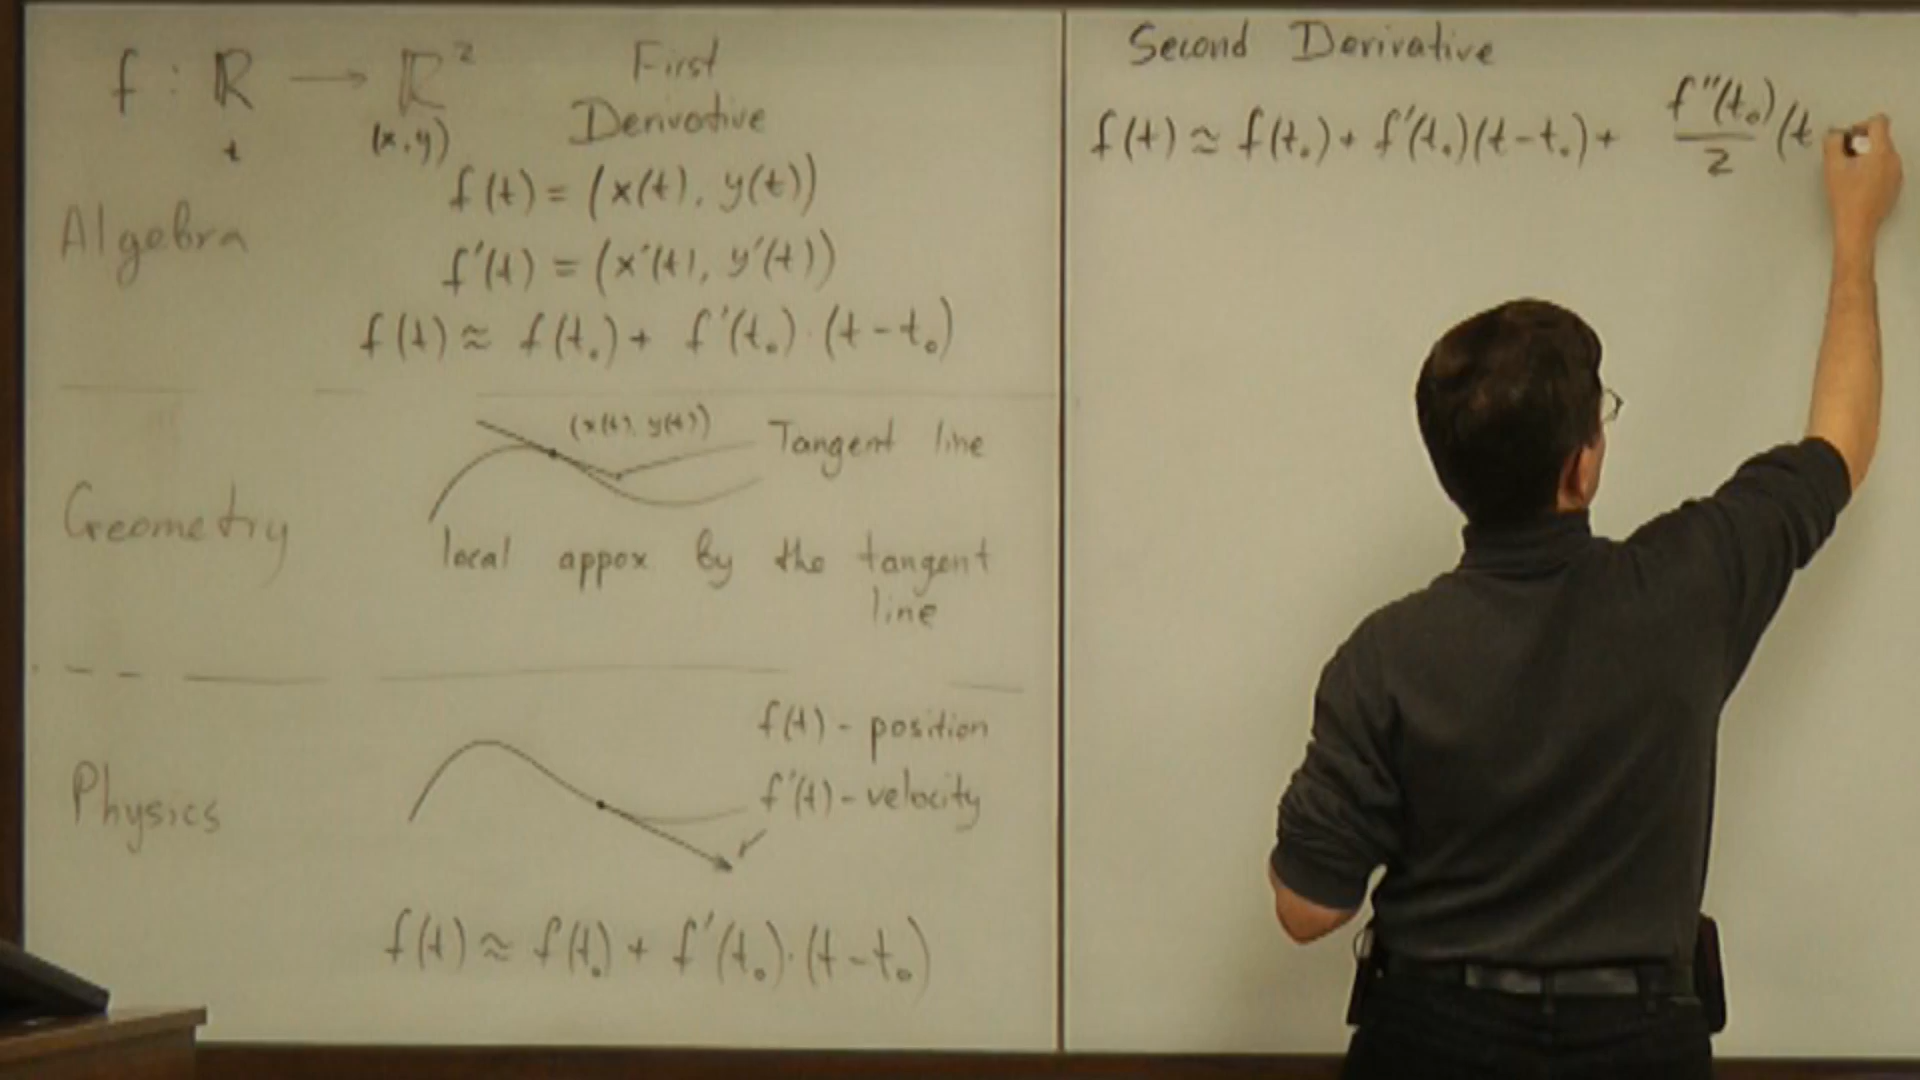 f : ℝ → ℝ²
t
(x, y)
First
Derivative
Algebra
f(t) = (x(t), y(t))
f'(t) = (x'(t), y'(t))
f(t) ≈ f(t₀) + f'(t₀) · (t - t₀)
Geometry
(x(t), y(t))
Tangent line
local appox by the tangent
line
Physics
f(t) - position
f'(t) - velocity
f(t) ≈ f(t₀) + f'(t₀) · (t - t₀)
Second Derivative
f(t) ≈ f(t₀) + f'(t₀)(t - t₀) + f''(t₀)/2 (t